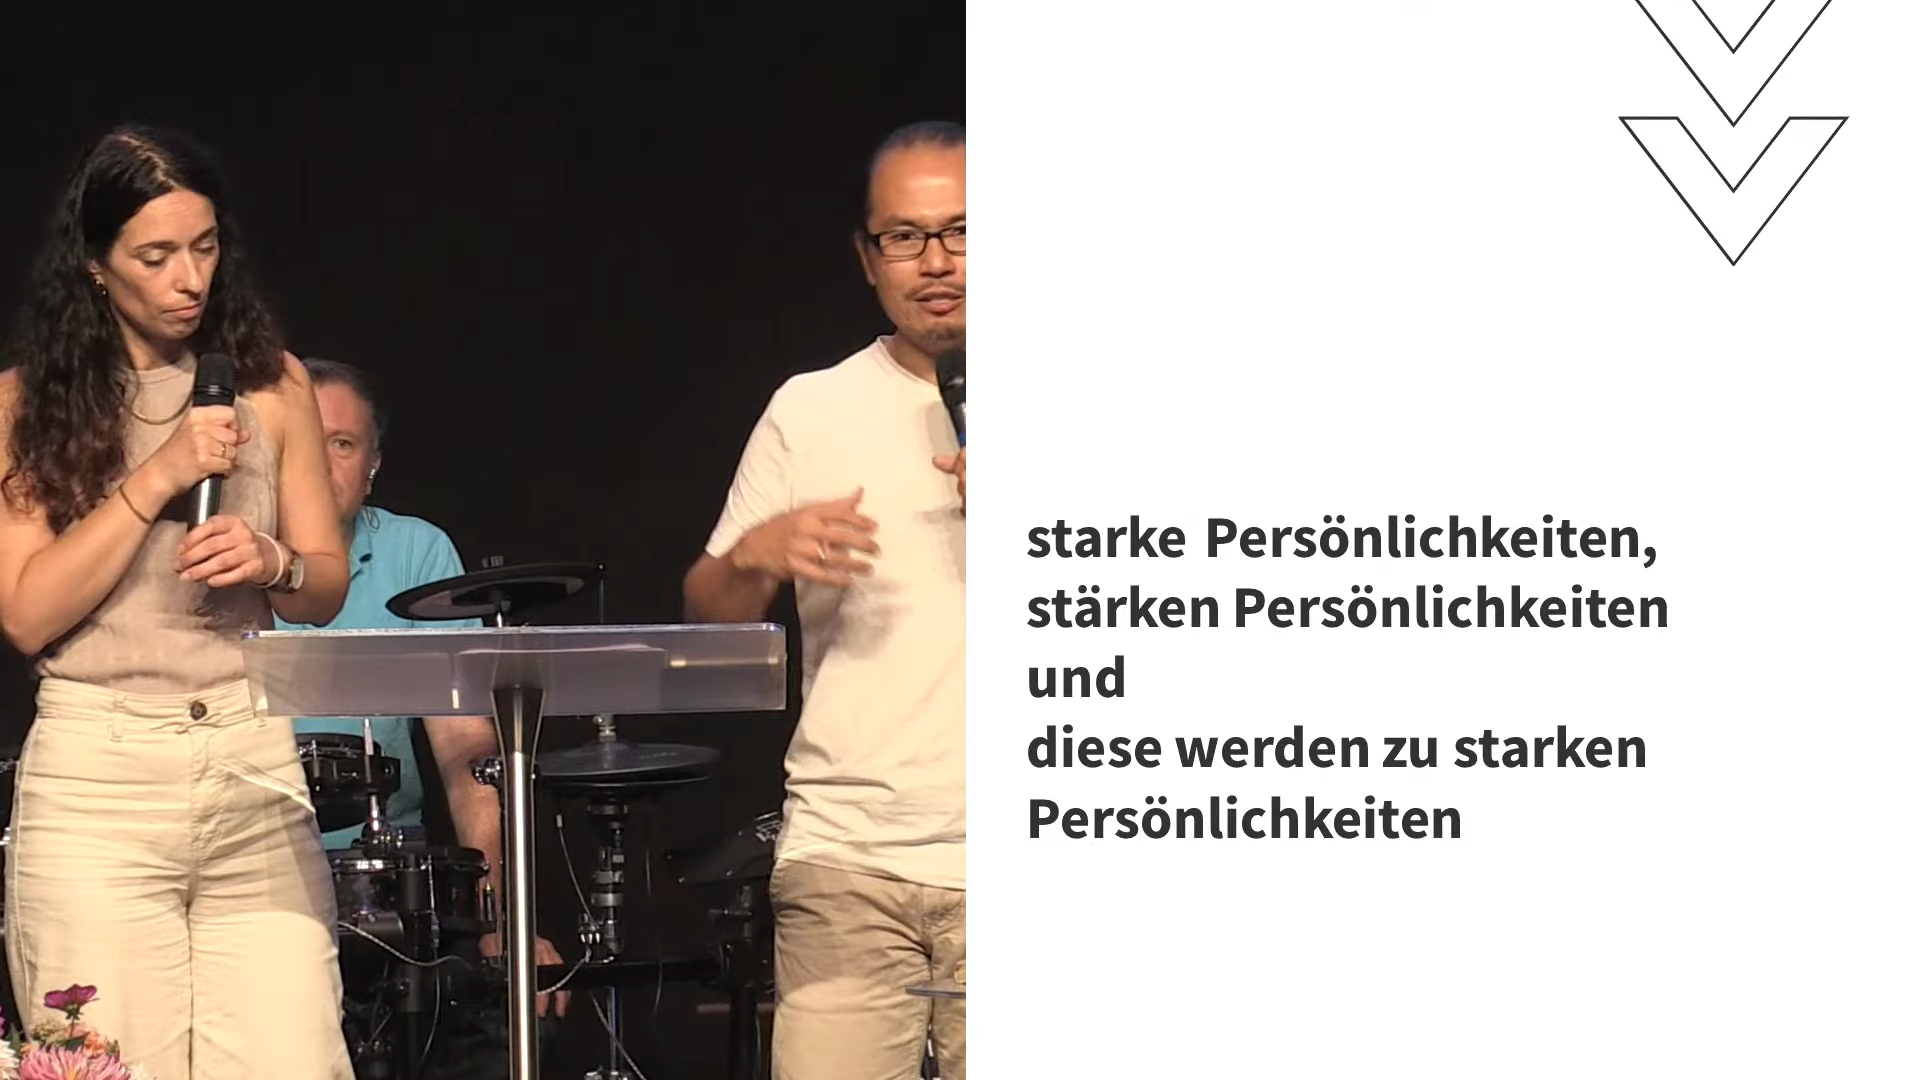 starke Persönlichkeiten,
stärken Persönlichkeiten
und
diese werden zu starken
Persönlichkeiten